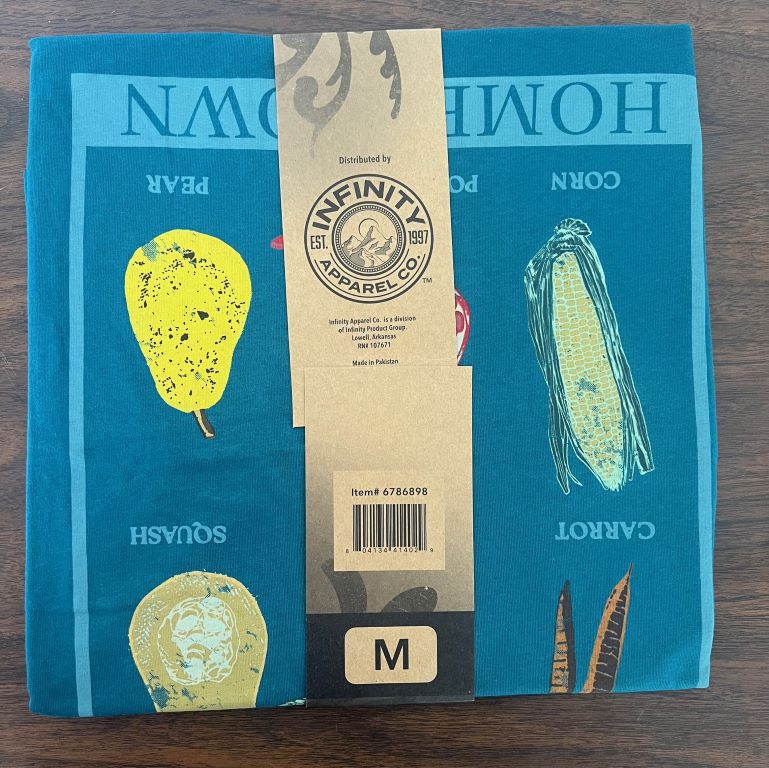 HOME OWN
CORN PO PEAR
CARROT SQUASH
Distributed by
INFINITY
EST. 1997
APPAREL CO.
TM
Infinity Apparel Co. is a division
of Infinity Product Group.
Lowell, Arkansas
RN# 107671
Made in Pakistan
Item# 6786898
8 04134 41402 9
M